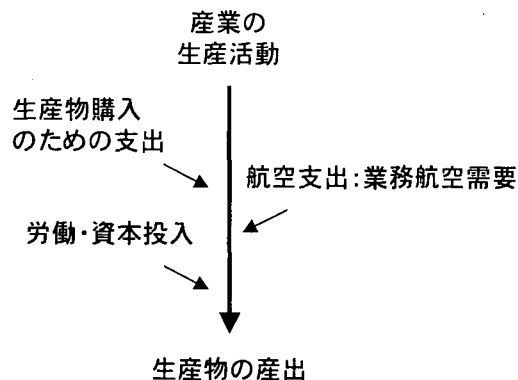 産業の
生産活動
生産物購入
のための支出
航空支出:業務航空需要
労働・資本投入
生産物の産出